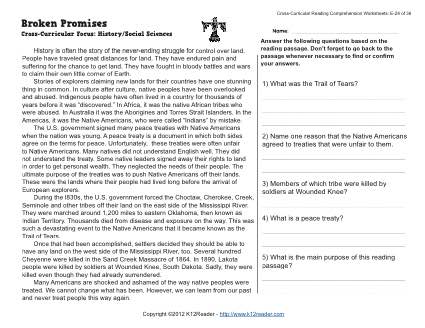 Cross-Curricular Reading Comprehension Worksheets: E-24 of 36
Broken Promises
Cross-Curricular Focus: History/Social Sciences
History is often the story of the never-ending struggle for control over land.
People have traveled great distances for land. They have endured pain and
suffering for the chance to get land. They have fought in bloody battles and wars
to claim their own little corner of Earth.
Stories of explorers claiming new lands for their countries have one stunning
thing in common. In culture after culture, native peoples have been overlooked
and abused. Indigenous people have often lived in a country for thousands of
years before it was "discovered." In Africa, it was the native African tribes who
were abused. In Australia it was the Aborigines and Torres Strait Islanders. In the
Americas, it was the Native Americans, who were called "Indians" by mistake.
The U.S. government signed many peace treaties with Native Americans
when the nation was young. A peace treaty is a document in which both sides
agree on the terms for peace. Unfortunately, these treaties were often unfair
to Native Americans. Many natives did not understand English well. They did
not understand the treaty. Some native leaders signed away their rights to land
in order to get personal wealth. They neglected the needs of their people. The
ultimate purpose of the treaties was to push Native Americans off their lands.
These were the lands where their people had lived long before the arrival of
European explorers.
During the 1830s, the U.S. government forced the Choctaw, Cherokee, Creek,
Seminole and other tribes off their land on the east side of the Mississippi River.
They were marched around 1,200 miles to eastern Oklahoma, then known as
Indian Territory. Thousands died from disease and exposure on the way. This was
such a devastating event to the Native Americans that it became known as the
Trail of Tears.
Once that had been accomplished, settlers decided they should be able to
have any land on the west side of the Mississippi River, too. Several hundred
Cheyenne were killed in the Sand Creek Massacre of 1864. In 1890, Lakota
people were killed by soldiers at Wounded Knee, South Dakota. Sadly, they were
killed even though they had already surrendered.
Many Americans are shocked and ashamed of the way native peoples were
treated. We cannot change what has been. However, we can learn from our past
and never treat people this way again.
Name:
Answer the following questions based on the
reading passage. Don't forget to go back to the
passage whenever necessary to find or confirm
your answers.
1) What was the Trail of Tears?
2) Name one reason that the Native Americans
agreed to treaties that were unfair to them.
3) Members of which tribe were killed by
soldiers at Wounded Knee?
4) What is a peace treaty?
5) What is the main purpose of this reading
passage?
Copyright ©2012 K12Reader - http://www.k12reader.com